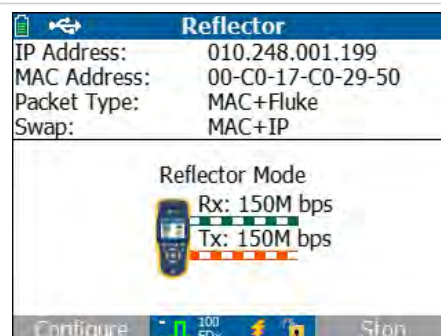 Reflector
IP Address: 010.248.001.199
MAC Address: 00-C0-17-C0-29-50
Packet Type: MAC+Fluke
Swap: MAC+IP
Reflector Mode
Rx: 150M bps
Tx: 150M bps
Configure 100 FDx Stop